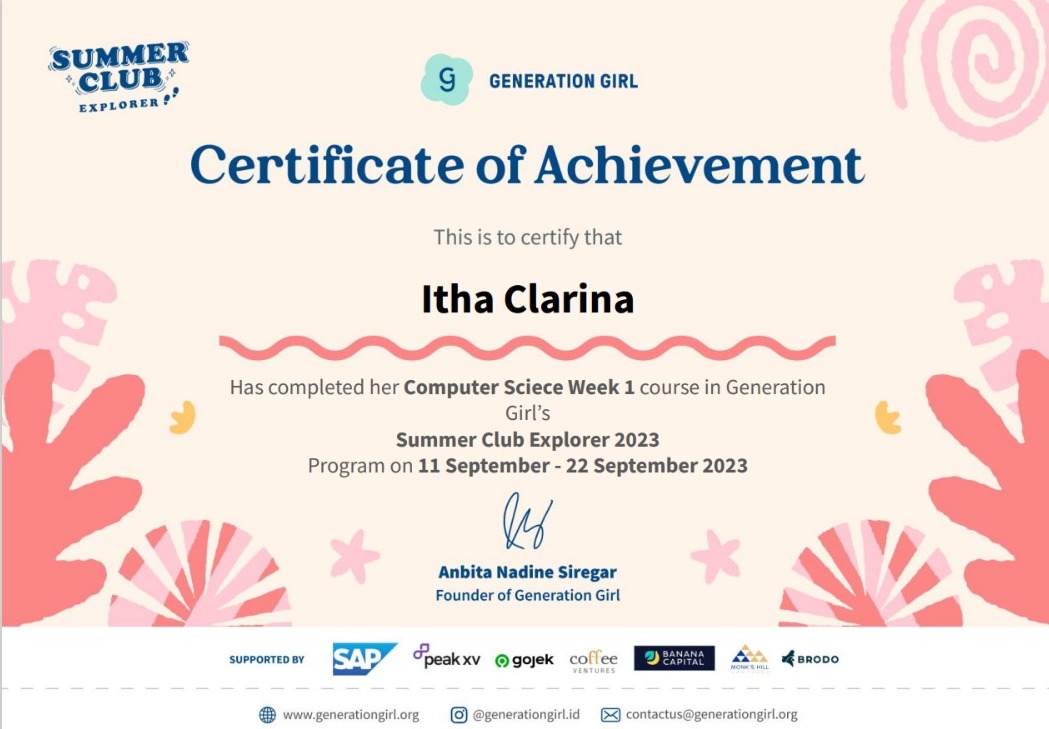 SUMMER
CLUB
EXPLORER
g GENERATION GIRL
Certificate of Achievement
This is to certify that
Itha Clarina
Has completed her Computer Sciece Week 1 course in Generation
Girl's
Summer Club Explorer 2023
Program on 11 September - 22 September 2023
Anbita Nadine Siregar
Founder of Generation Girl
SUPPORTED BY SAP peak xv gojek coffee VENTURES BANANA CAPITAL MONK'S HILL BRODO
www.generationgirl.org @generationgirl.id contactus@generationgirl.org